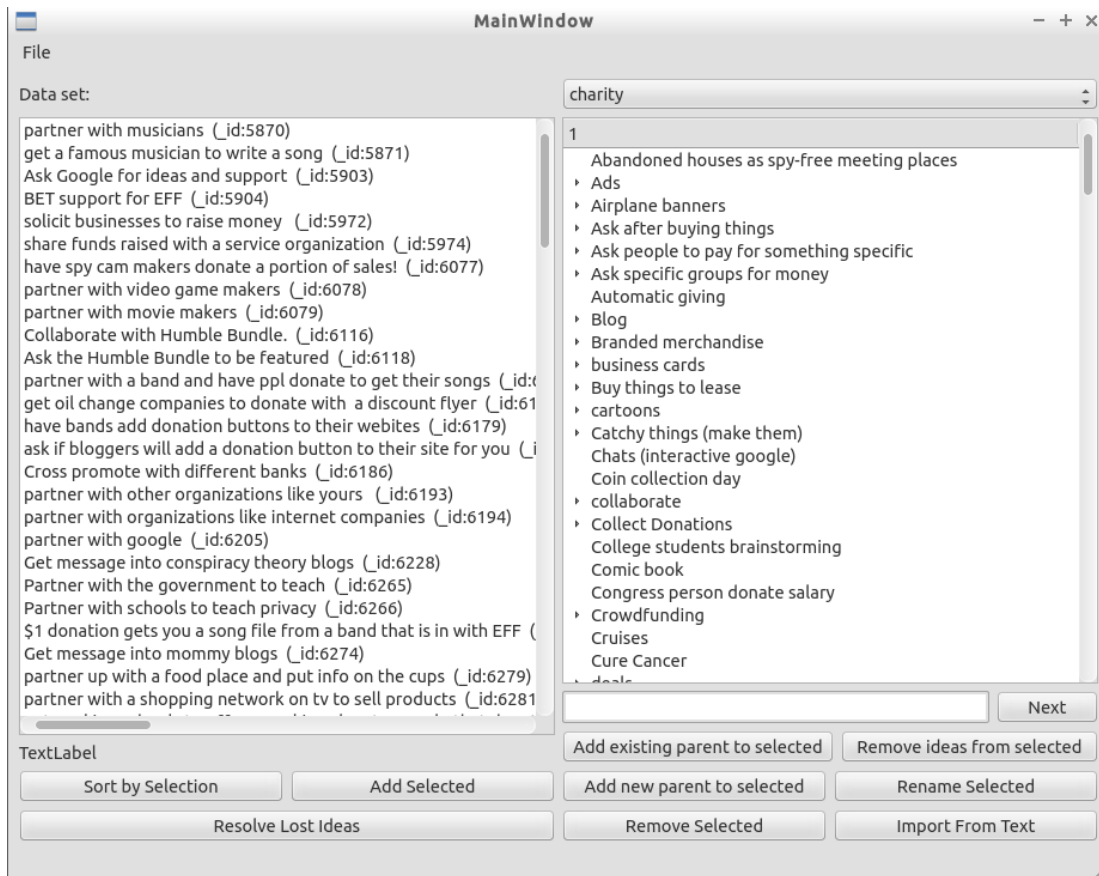 MainWindow
File
Data set:
charity
partner with musicians (_id:5870)
get a famous musician to write a song (_id:5871)
Ask Google for ideas and support (_id:5903)
BET support for EFF (_id:5904)
solicit businesses to raise money (_id:5972)
share funds raised with a service organization (_id:5974)
have spy cam makers donate a portion of sales! (_id:6077)
partner with video game makers (_id:6078)
partner with movie makers (_id:6079)
Collaborate with Humble Bundle. (_id:6116)
Ask the Humble Bundle to be featured (_id:6118)
partner with a band and have ppl donate to get their songs (_id:
get oil change companies to donate with a discount flyer (_id:61
have bands add donation buttons to their webites (_id:6179)
ask if bloggers will add a donation button to their site for you (_i
Cross promote with different banks (_id:6186)
partner with other organizations like yours (_id:6193)
partner with organizations like internet companies (_id:6194)
partner with google (_id:6205)
Get message into conspiracy theory blogs (_id:6228)
Partner with the government to teach (_id:6265)
Partner with schools to teach privacy (_id:6266)
$1 donation gets you a song file from a band that is in with EFF (
Get message into mommy blogs (_id:6274)
partner up with a food place and put info on the cups (_id:6279)
partner with a shopping network on tv to sell products (_id:6281
1
Abandoned houses as spy-free meeting places
Ads
Airplane banners
Ask after buying things
Ask people to pay for something specific
Ask specific groups for money
Automatic giving
Blog
Branded merchandise
business cards
Buy things to lease
cartoons
Catchy things (make them)
Chats (interactive google)
Coin collection day
collaborate
Collect Donations
College students brainstorming
Comic book
Congress person donate salary
Crowdfunding
Cruises
Cure Cancer
deals
Next
TextLabel
Add existing parent to selected
Remove ideas from selected
Sort by Selection
Add Selected
Add new parent to selected
Rename Selected
Resolve Lost Ideas
Remove Selected
Import From Text